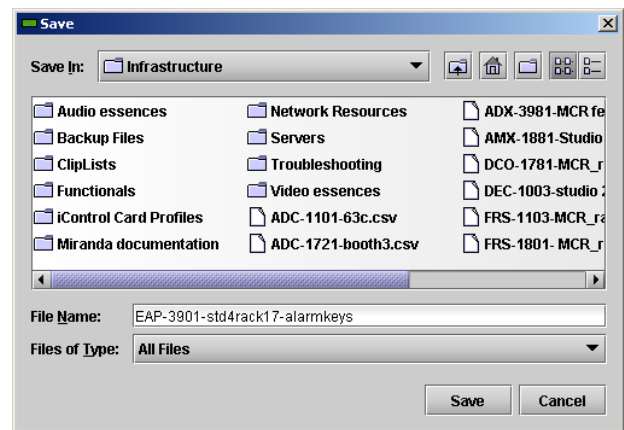 Save
Save In: Infrastructure
Audio essences
Backup Files
ClipLists
Functionals
iControl Card Profiles
Miranda documentation
Network Resources
Servers
Troubleshooting
Video essences
ADC-1101-63c.csv
ADC-1721-booth3.csv
ADX-3981-MCR fe
AMX-1881-Studio
DCO-1781-MCR_r
DEC-1003-studio 2
FRS-1103-MCR_ra
FRS-1801- MCR_r
File Name: EAP-3901-std4rack17-alarmkeys
Files of Type: All Files
Save Cancel